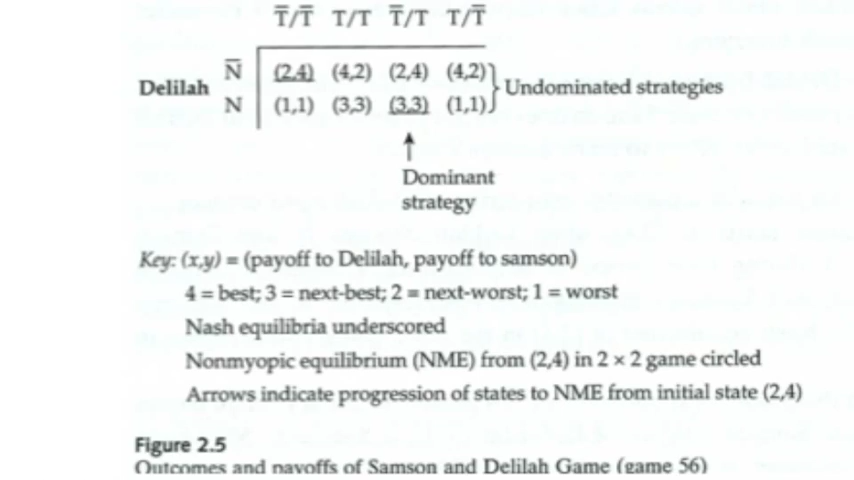 T̅/T̅ T/T T̅/T T/T̅
N̅ (2,4) (4,2) (2,4) (4,2)
Delilah } Undominated strategies
N (1,1) (3,3) (3,3) (1,1)
Dominant
strategy
Key: (x,y) = (payoff to Delilah, payoff to samson)
4 = best; 3 = next-best; 2 = next-worst; 1 = worst
Nash equilibria underscored
Nonmyopic equilibrium (NME) from (2,4) in 2 × 2 game circled
Arrows indicate progression of states to NME from initial state (2,4)
Figure 2.5
Outcomes and payoffs of Samson and Delilah Game (game 56)